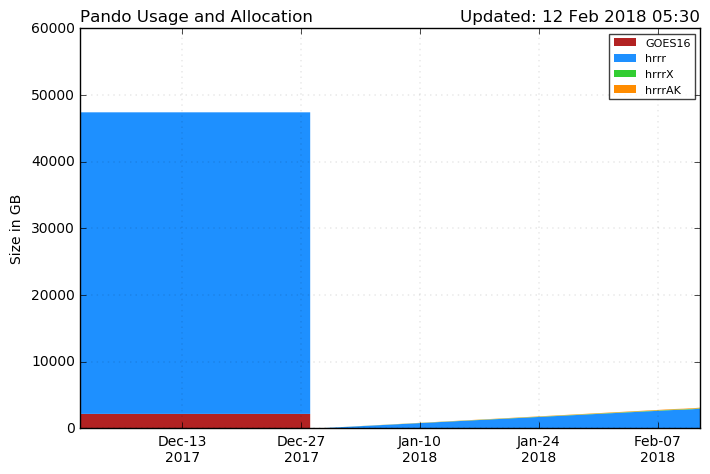 Pando Usage and Allocation
Updated: 12 Feb 2018 05:30
60000
50000
40000
30000
20000
10000
0
Size in GB
GOES16
hrrr
hrrrX
hrrrAK
Dec-13
2017
Dec-27
2017
Jan-10
2018
Jan-24
2018
Feb-07
2018